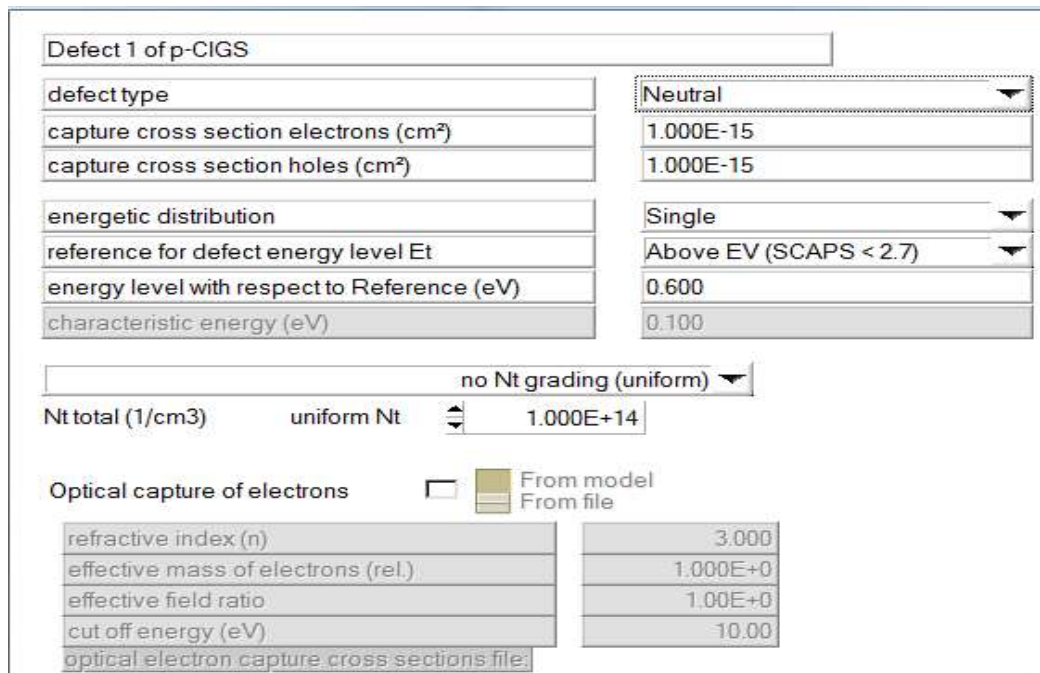 Defect 1 of p-CIGS
defect type Neutral
capture cross section electrons (cm²) 1.000E-15
capture cross section holes (cm²) 1.000E-15
energetic distribution Single
reference for defect energy level Et Above EV (SCAPS < 2.7)
energy level with respect to Reference (eV) 0.600
characteristic energy (eV) 0.100
no Nt grading (uniform)
Nt total (1/cm3) uniform Nt 1.000E+14
Optical capture of electrons From model
From file
refractive index (n) 3.000
effective mass of electrons (rel.) 1.000E+0
effective field ratio 1.00E+0
cut off energy (eV) 10.00
optical electron capture cross sections file: